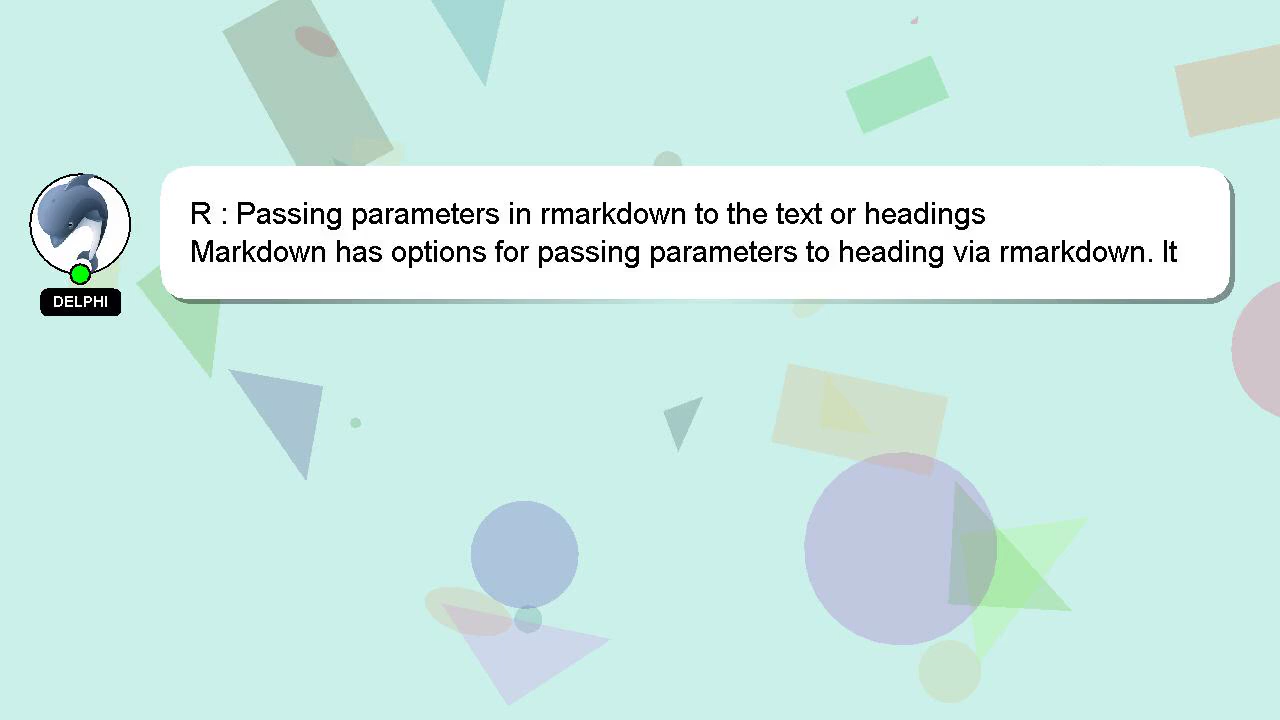 R : Passing parameters in rmarkdown to the text or headings
Markdown has options for passing parameters to heading via rmarkdown. It
DELPHI